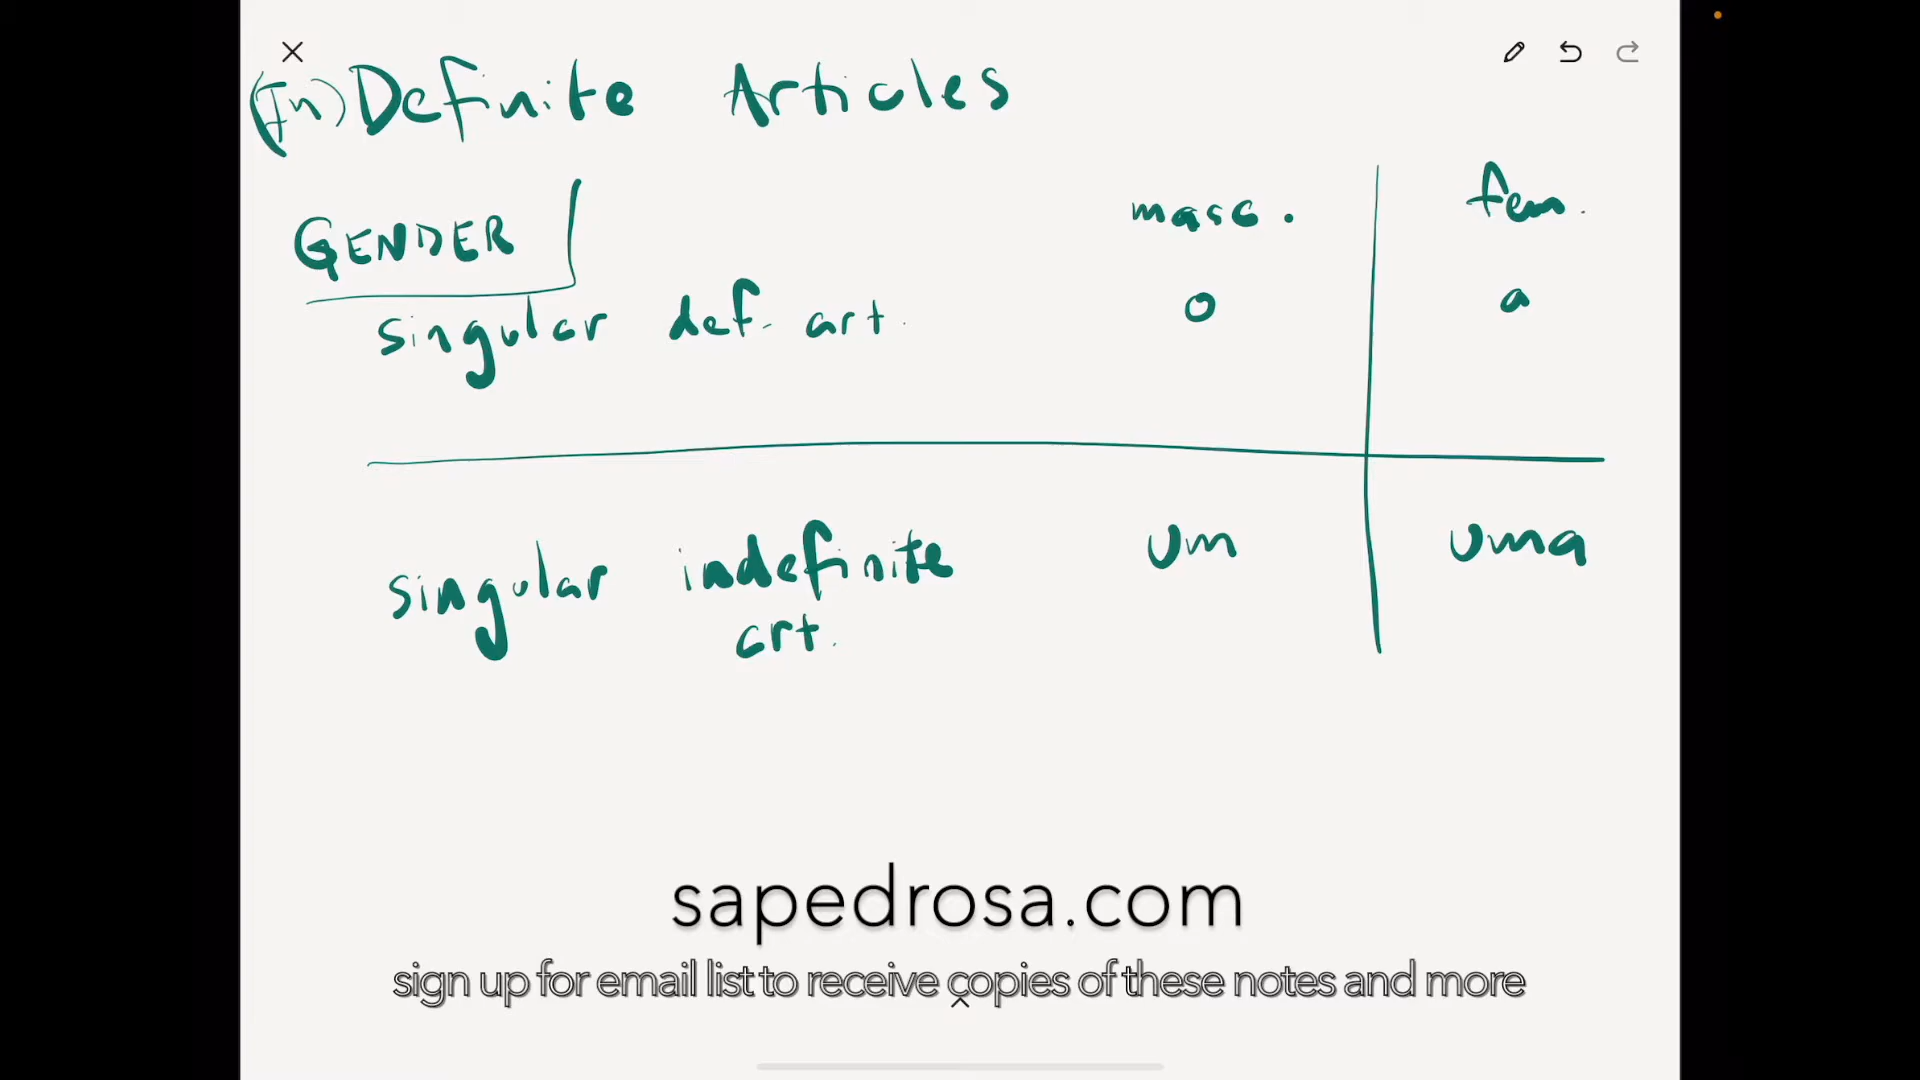 (In)Definite Articles
GENDER
masc. fem.
singular def. art. o a
singular indefinite um uma
art.
sapedrosa.com
sign up for email list to receive copies of these notes and more